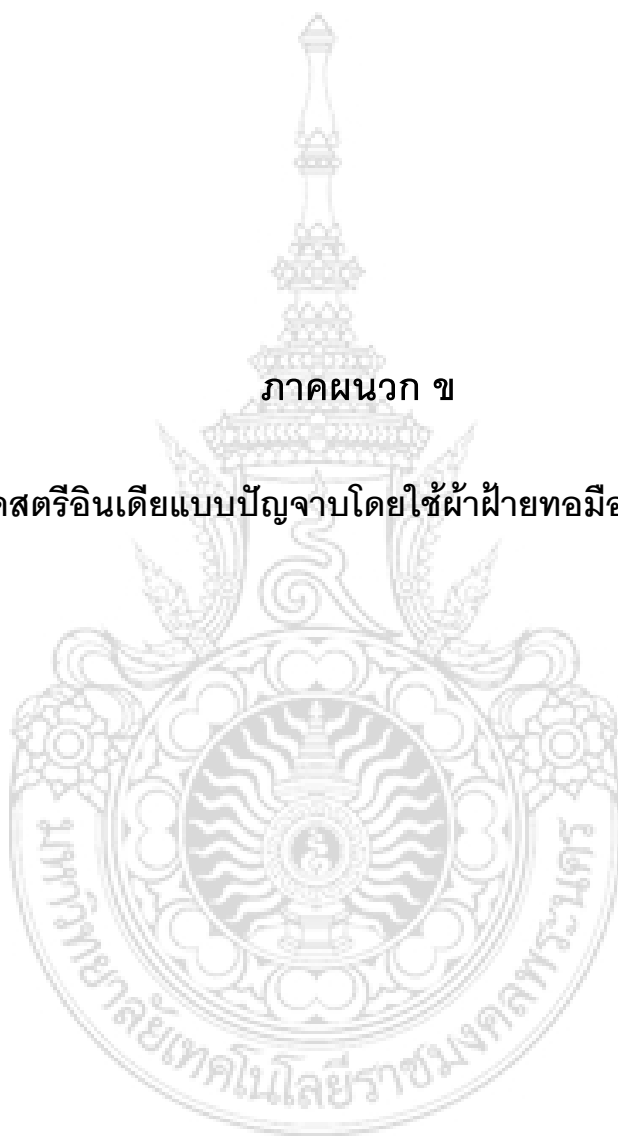 ภาคผนวก ข
สตรีอินเดียแบบปัญจาบโดยใช้ผ้าฝ้ายทอมือ
มหาวิทยาลัยเทคโนโลยีราชมงคลพระนคร